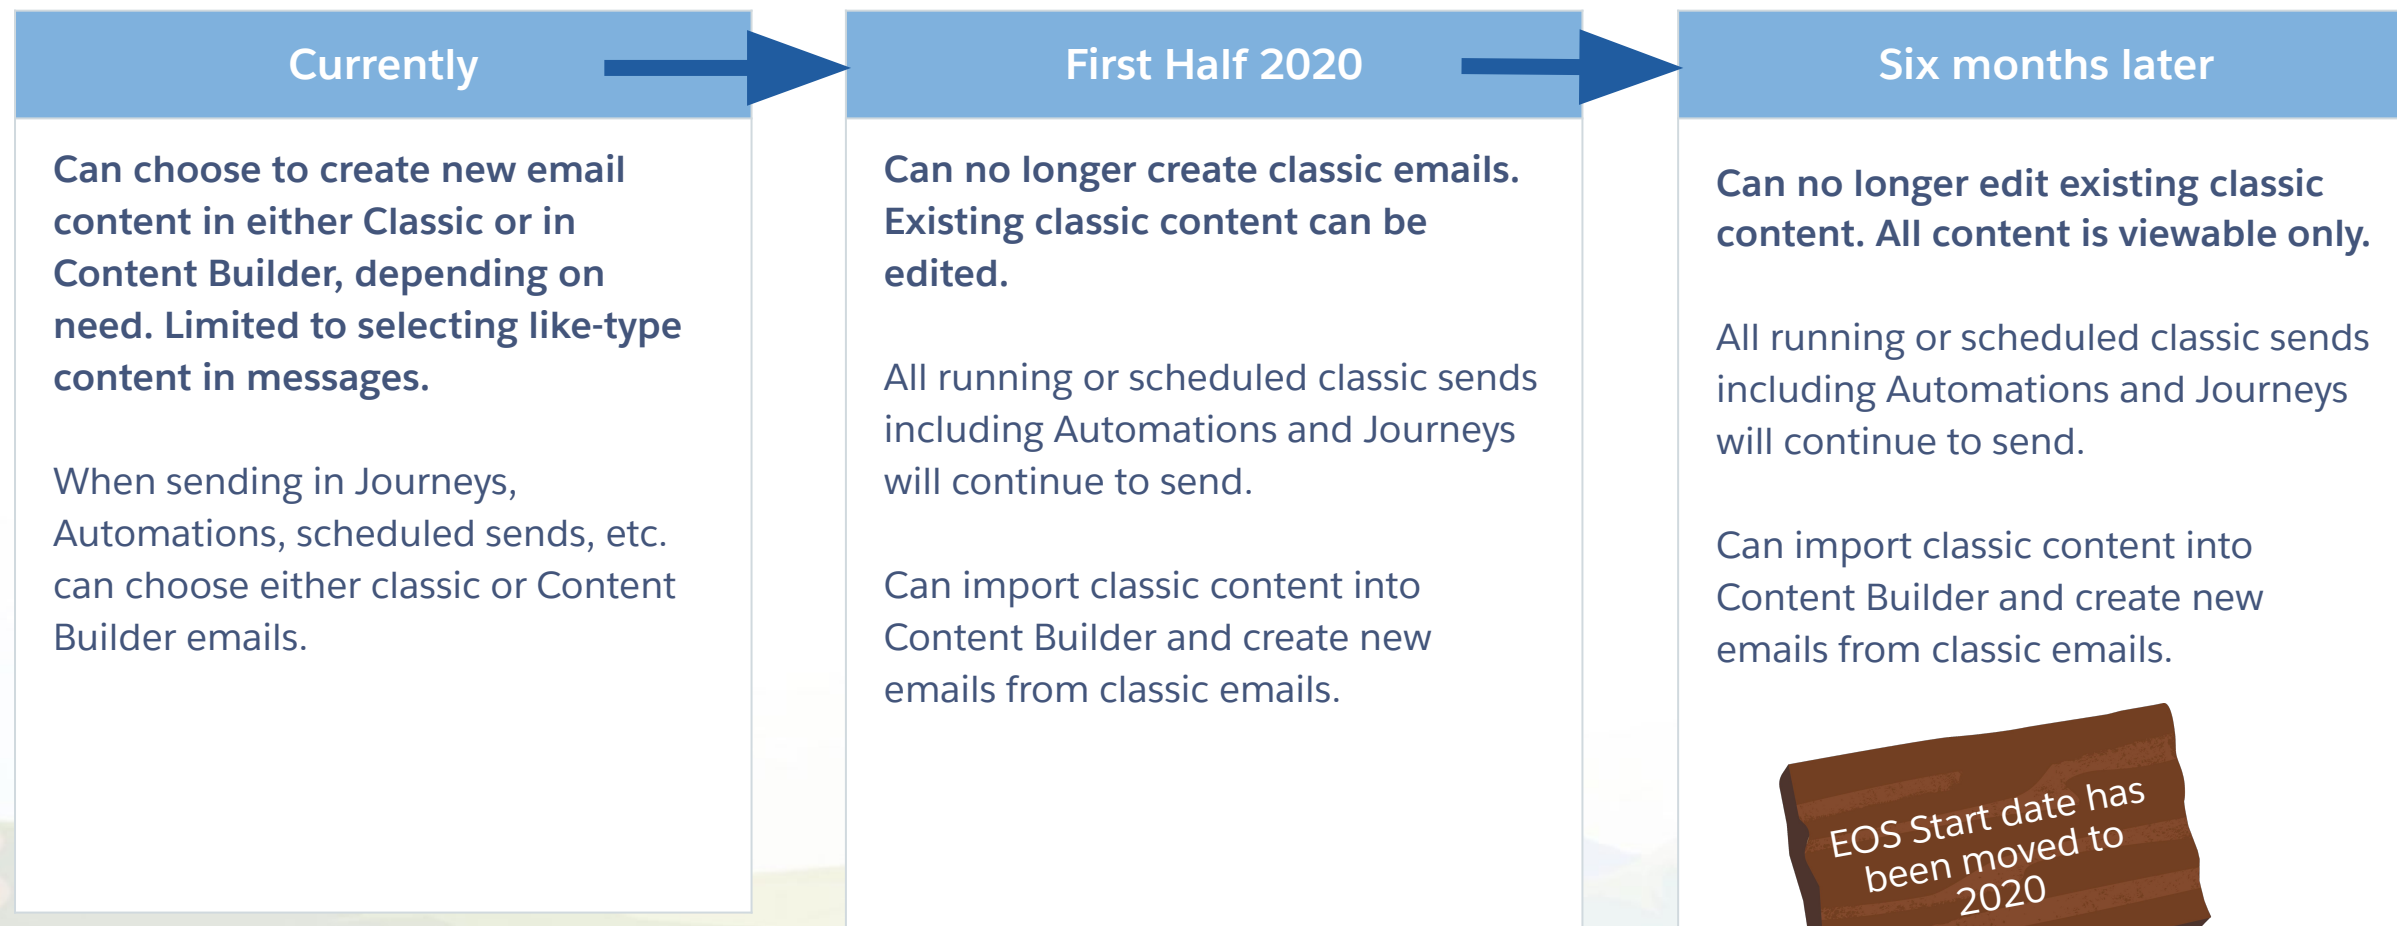 Currently
Can choose to create new email
content in either Classic or in
Content Builder, depending on
need. Limited to selecting like-type
content in messages.
When sending in Journeys,
Automations, scheduled sends, etc.
can choose either classic or Content
Builder emails.
First Half 2020
Can no longer create classic emails.
Existing classic content can be
edited.
All running or scheduled classic sends
including Automations and Journeys
will continue to send.
Can import classic content into
Content Builder and create new
emails from classic emails.
Six months later
Can no longer edit existing classic
content. All content is viewable only.
All running or scheduled classic sends
including Automations and Journeys
will continue to send.
Can import classic content into
Content Builder and create new
emails from classic emails.
EOS Start date has
been moved to
2020